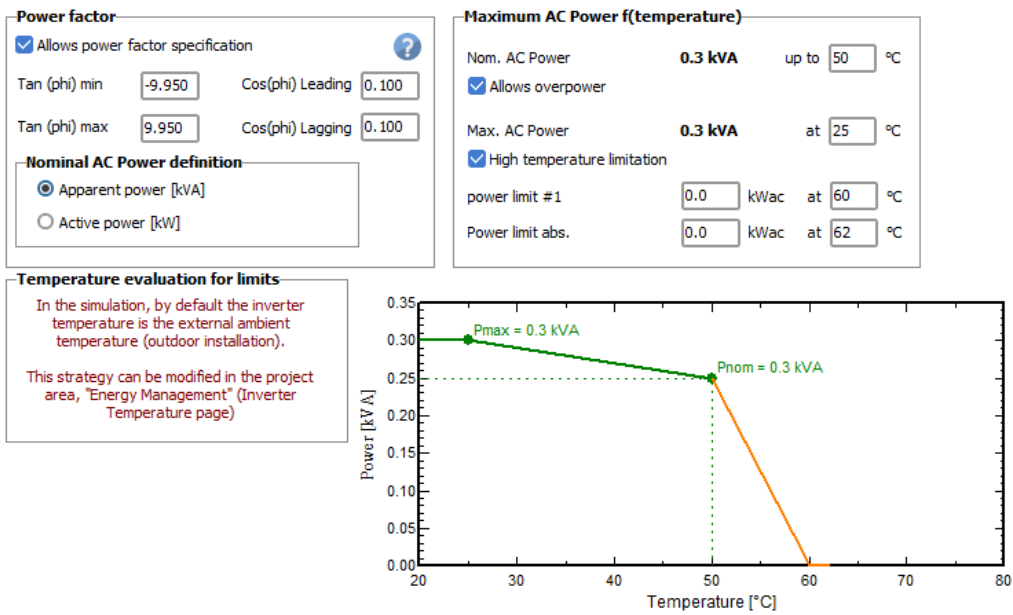 Power factor
Allows power factor specification
?
Tan (phi) min -9.950 Cos(phi) Leading 0.100
Tan (phi) max 9.950 Cos(phi) Lagging 0.100
Nominal AC Power definition
Apparent power [kVA]
Active power [kW]
Maximum AC Power f(temperature)
Nom. AC Power 0.3 kVA up to 50 ºC
Allows overpower
Max. AC Power 0.3 kVA at 25 ºC
High temperature limitation
power limit #1 0.0 kWac at 60 ºC
Power limit abs. 0.0 kWac at 62 ºC
Temperature evaluation for limits
In the simulation, by default the inverter
temperature is the external ambient
temperature (outdoor installation).
This strategy can be modified in the project
area, "Energy Management" (Inverter
Temperature page)
0.35
0.30
0.25
0.20
0.15
0.10
0.05
0.00
Power [kVA]
Pmax = 0.3 kVA
Pnom = 0.3 kVA
20 30 40 50 60 70 80
Temperature [°C]